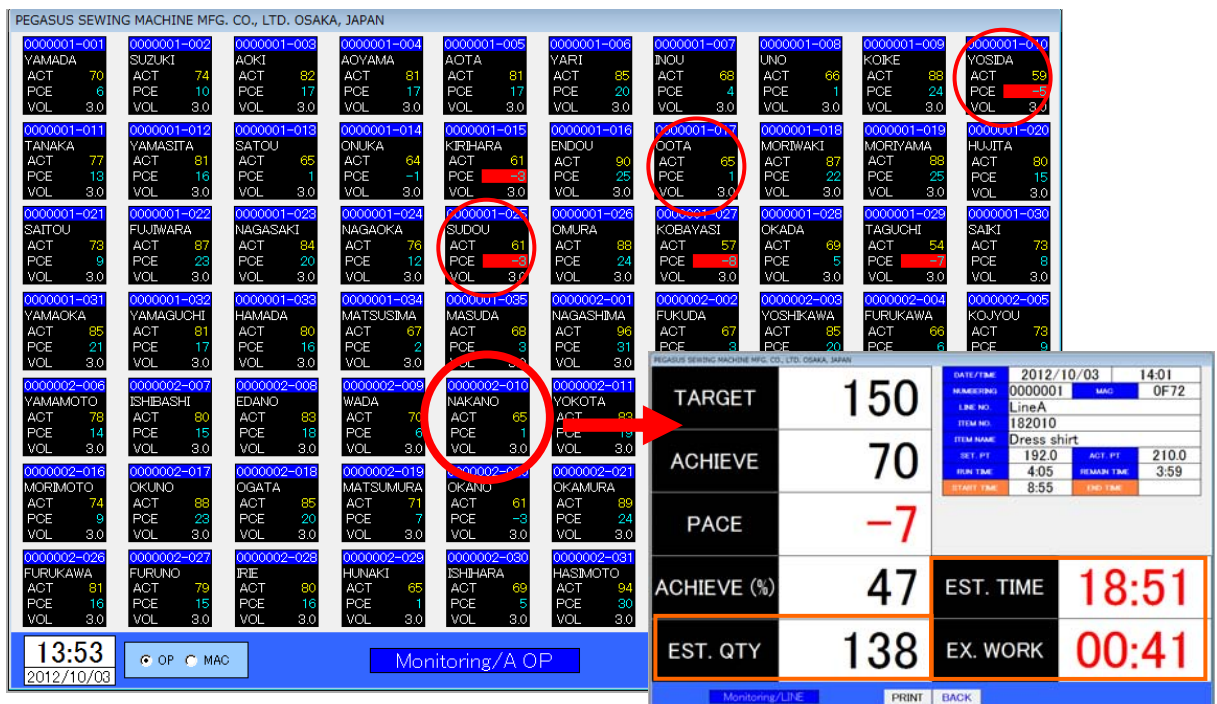 PEGASUS SEWING MACHINE MFG. CO., LTD. OSAKA, JAPAN
0000001-001 0000001-002 0000001-003 0000001-004 0000001-005 0000001-006 0000001-007 0000001-008 0000001-009 0000001-010
YAMADA SUZUKI AOKI AOYAMA AOTA YARI INOU UNO KOIKE YOSIDA
ACT 70 ACT 74 ACT 82 ACT 81 ACT 81 ACT 85 ACT 68 ACT 66 ACT 88 ACT 59
PCE 6 PCE 10 PCE 17 PCE 17 PCE 17 PCE 20 PCE 4 PCE 1 PCE 24 PCE -5
VOL 3.0 VOL 3.0 VOL 3.0 VOL 3.0 VOL 3.0 VOL 3.0 VOL 3.0 VOL 3.0 VOL 3.0 VOL 3.0
0000001-011 0000001-012 0000001-013 0000001-014 0000001-015 0000001-016 0000001-017 0000001-018 0000001-019 0000001-020
TANAKA YAMASITA SATOU ONUKA KIRIHARA ENDOU OOTA MORIWAKI MORIYAMA HUJITA
ACT 77 ACT 81 ACT 65 ACT 64 ACT 61 ACT 90 ACT 65 ACT 87 ACT 88 ACT 80
PCE 13 PCE 16 PCE 1 PCE -1 PCE -3 PCE 25 PCE 1 PCE 22 PCE 25 PCE 15
VOL 3.0 VOL 3.0 VOL 3.0 VOL 3.0 VOL 3.0 VOL 3.0 VOL 3.0 VOL 3.0 VOL 3.0 VOL 3.0
0000001-021 0000001-022 0000001-023 0000001-024 0000001-025 0000001-026 0000001-027 0000001-028 0000001-029 0000001-030
SAITOU FUJIWARA NAGASAKI NAGAOKA SUDOU OMURA KOBAYASI OKADA TAGUCHI SAIKI
ACT 73 ACT 87 ACT 84 ACT 76 ACT 61 ACT 88 ACT 57 ACT 69 ACT 54 ACT 73
PCE 9 PCE 23 PCE 20 PCE 12 PCE -3 PCE 24 PCE -8 PCE 5 PCE -7 PCE 8
VOL 3.0 VOL 3.0 VOL 3.0 VOL 3.0 VOL 3.0 VOL 3.0 VOL 3.0 VOL 3.0 VOL 3.0 VOL 3.0
0000001-031 0000001-032 0000001-033 0000001-034 0000001-035 0000002-001 0000002-002 0000002-003 0000002-004 0000002-005
YAMAOKA YAMAGUCHI HAMADA MATSUSIMA MASUDA NAGASHIMA FUKUDA YOSHIKAWA FURUKAWA KOJYOU
ACT 85 ACT 81 ACT 80 ACT 67 ACT 68 ACT 96 ACT 67 ACT 85 ACT 66 ACT 73
PCE 21 PCE 17 PCE 16 PCE 2 PCE 3 PCE 31 PCE 3 PCE 20 PCE 6 PCE 9
VOL 3.0 VOL 3.0 VOL 3.0 VOL 3.0 VOL 3.0 VOL 3.0
0000002-006 0000002-007 0000002-008 0000002-009 0000002-010 0000002-011
YAMAMOTO ISHIBASHI EDANO WADA NAKANO YOKOTA
ACT 78 ACT 80 ACT 83 ACT 70 ACT 65 ACT 83
PCE 14 PCE 15 PCE 18 PCE 6 PCE 1 PCE 19
VOL 3.0 VOL 3.0 VOL 3.0 VOL 3.0 VOL 3.0 VOL 3.0
0000002-016 0000002-017 0000002-018 0000002-019 0000002-020 0000002-021
MORIMOTO OKUNO OGATA MATSUMURA OKANO OKAMURA
ACT 74 ACT 88 ACT 85 ACT 71 ACT 61 ACT 89
PCE 9 PCE 23 PCE 20 PCE 7 PCE -3 PCE 24
VOL 3.0 VOL 3.0 VOL 3.0 VOL 3.0 VOL 3.0 VOL 3.0
0000002-026 0000002-027 0000002-028 0000002-029 0000002-030 0000002-031
FURUKAWA FURUNO IRIE HUNAKI ISHIHARA HASIMOTO
ACT 81 ACT 79 ACT 80 ACT 65 ACT 69 ACT 94
PCE 16 PCE 15 PCE 16 PCE 1 PCE 5 PCE 30
VOL 3.0 VOL 3.0 VOL 3.0 VOL 3.0 VOL 3.0 VOL 3.0
13:53
2012/10/03
OP MAC
Monitoring/A OP
PEGASUS SEWING MACHINE MFG. CO., LTD. OSAKA, JAPAN
TARGET 150
ACHIEVE 70
PACE -7
ACHIEVE (%) 47
EST. QTY 138
DATE/TIME 2012/10/03 14:01
NUMBERING 0000001 MAC 0F72
LINE NO. LineA
ITEM NO. 182010
ITEM NAME Dress shirt
SET. PT 192.0 ACT. PT 210.0
RUN TIME 4:05 REMAIN TIME 3:59
START TIME 8:55 END TIME
EST. TIME 18:51
EX. WORK 00:41
Monitoring/LINE PRINT BACK